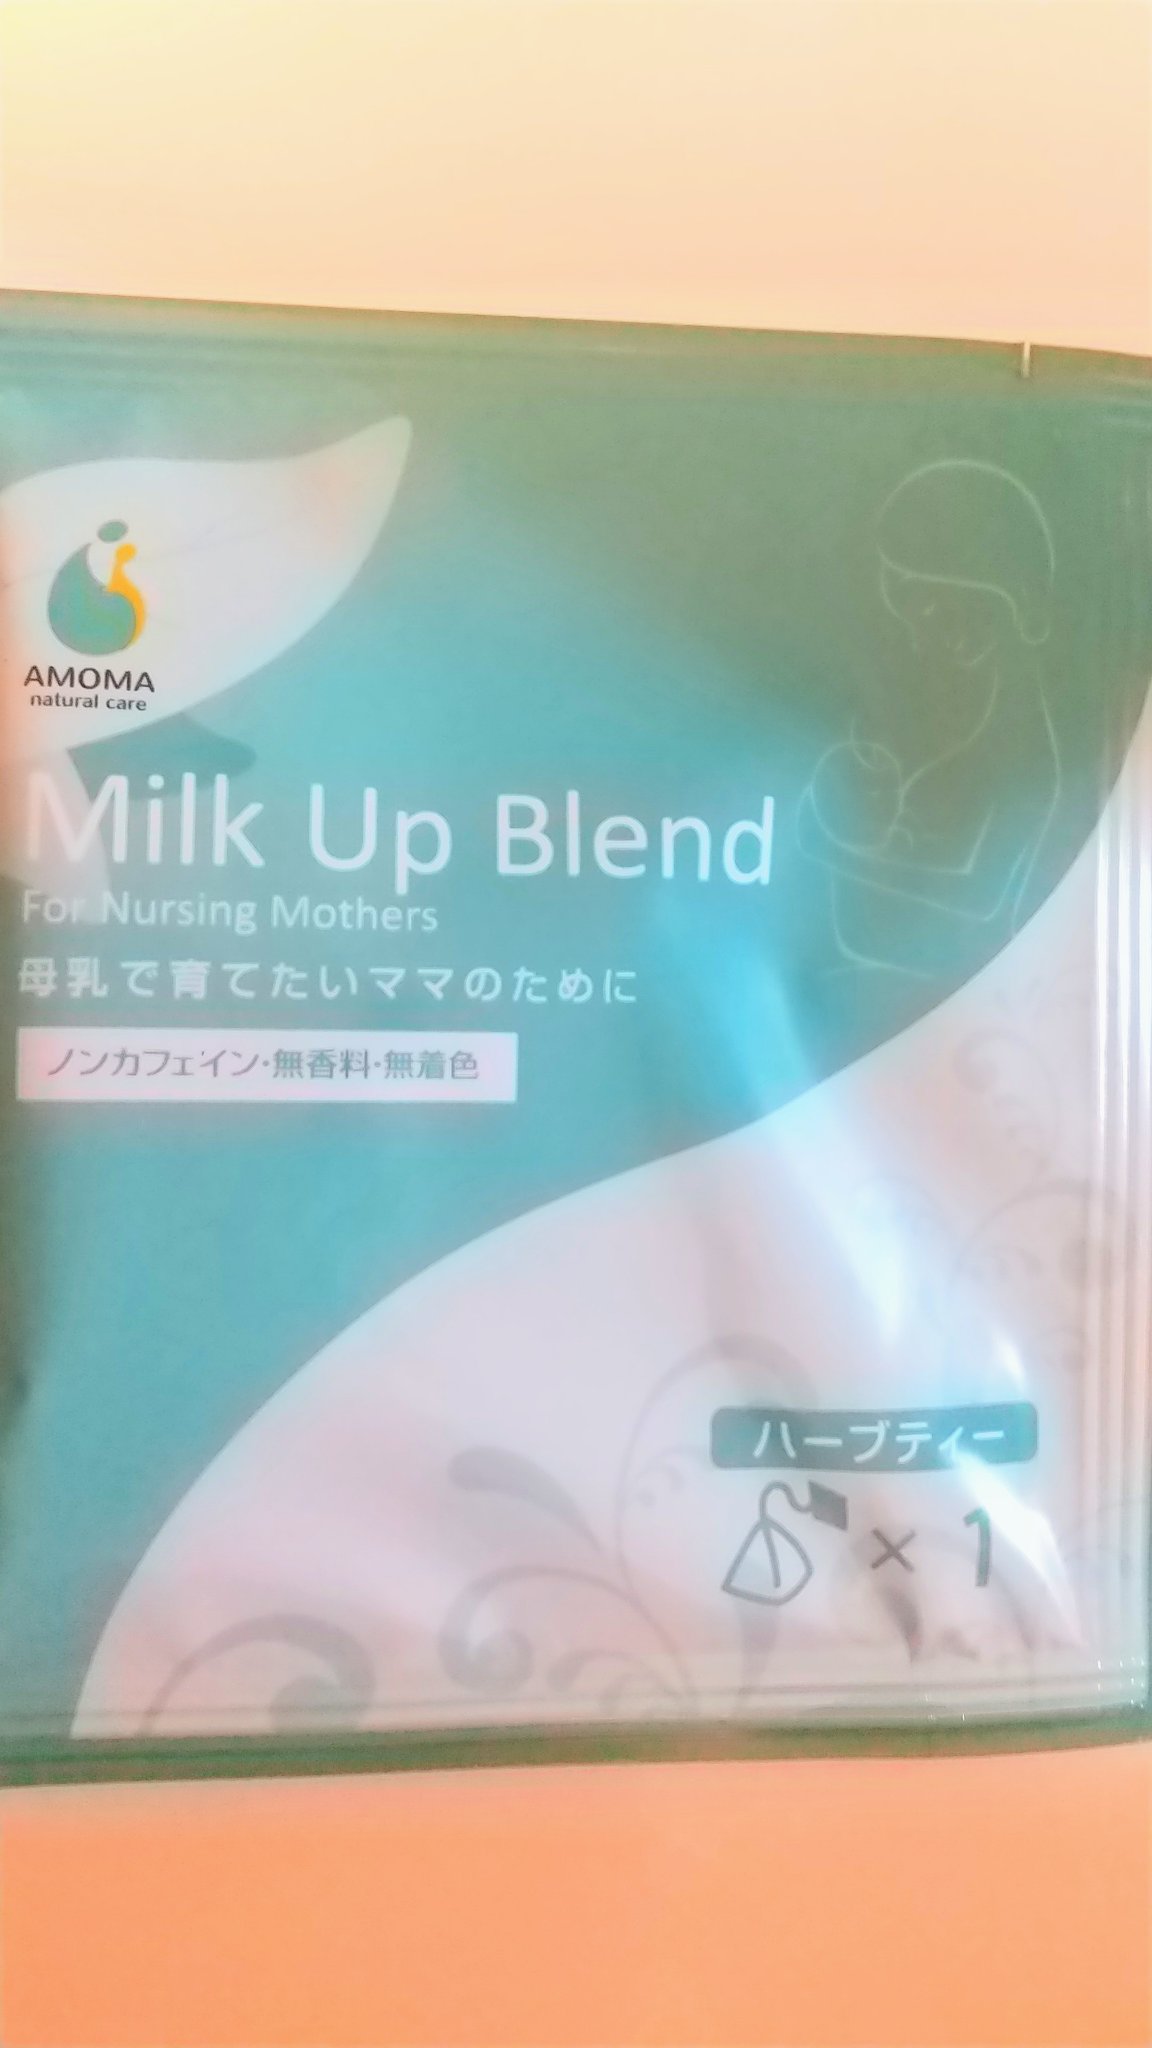 AMOMA
natural care
Milk Up Blend
For Nursing Mothers
母乳で育てたいママのために
ノンカフェイン・無香料・無着色
ハーブティー
× 1